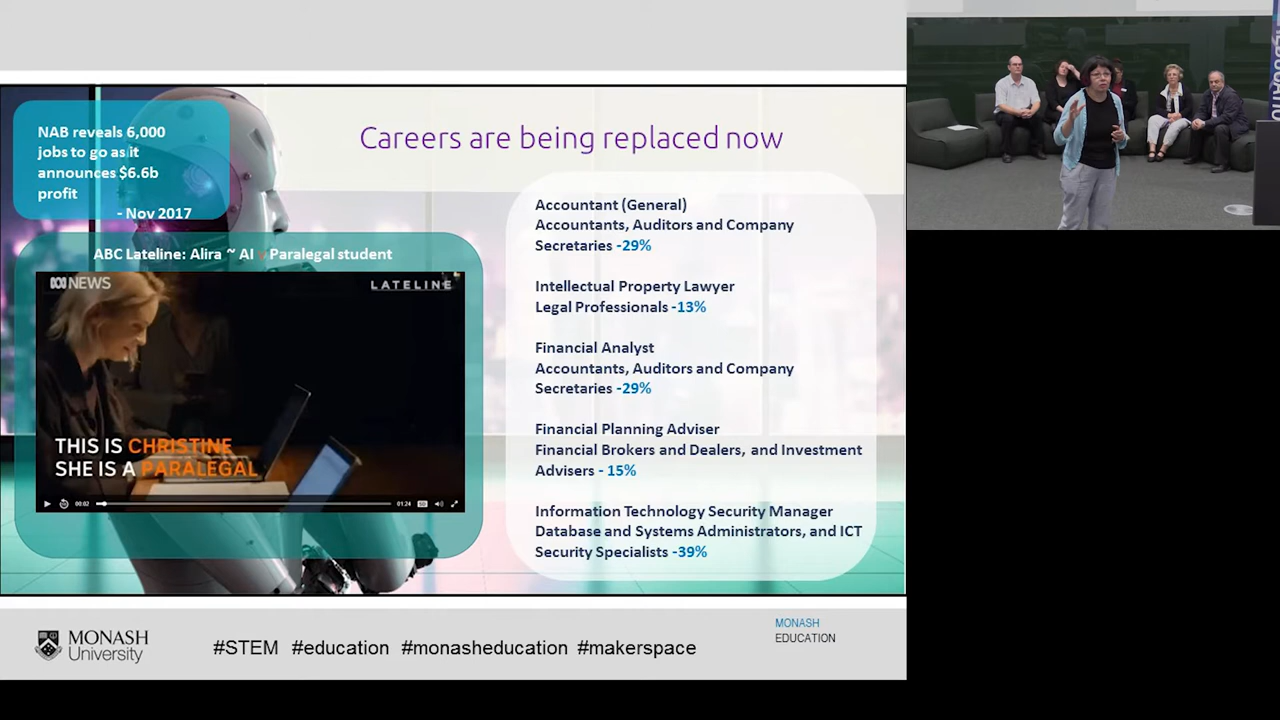 NAB reveals 6,000
jobs to go as it
announces $6.6b
profit
- Nov 2017
Careers are being replaced now
ABC Lateline: Alira ~ AI v Paralegal student
NEWS
LATELINE
THIS IS CHRISTINE
SHE IS A PARALEGAL
00:02
01:24
Accountant (General)
Accountants, Auditors and Company
Secretaries -29%
Intellectual Property Lawyer
Legal Professionals -13%
Financial Analyst
Accountants, Auditors and Company
Secretaries -29%
Financial Planning Adviser
Financial Brokers and Dealers, and Investment
Advisers - 15%
Information Technology Security Manager
Database and Systems Administrators, and ICT
Security Specialists -39%
MONASH
University
#STEM #education #monasheducation #makerspace
MONASH
EDUCATION